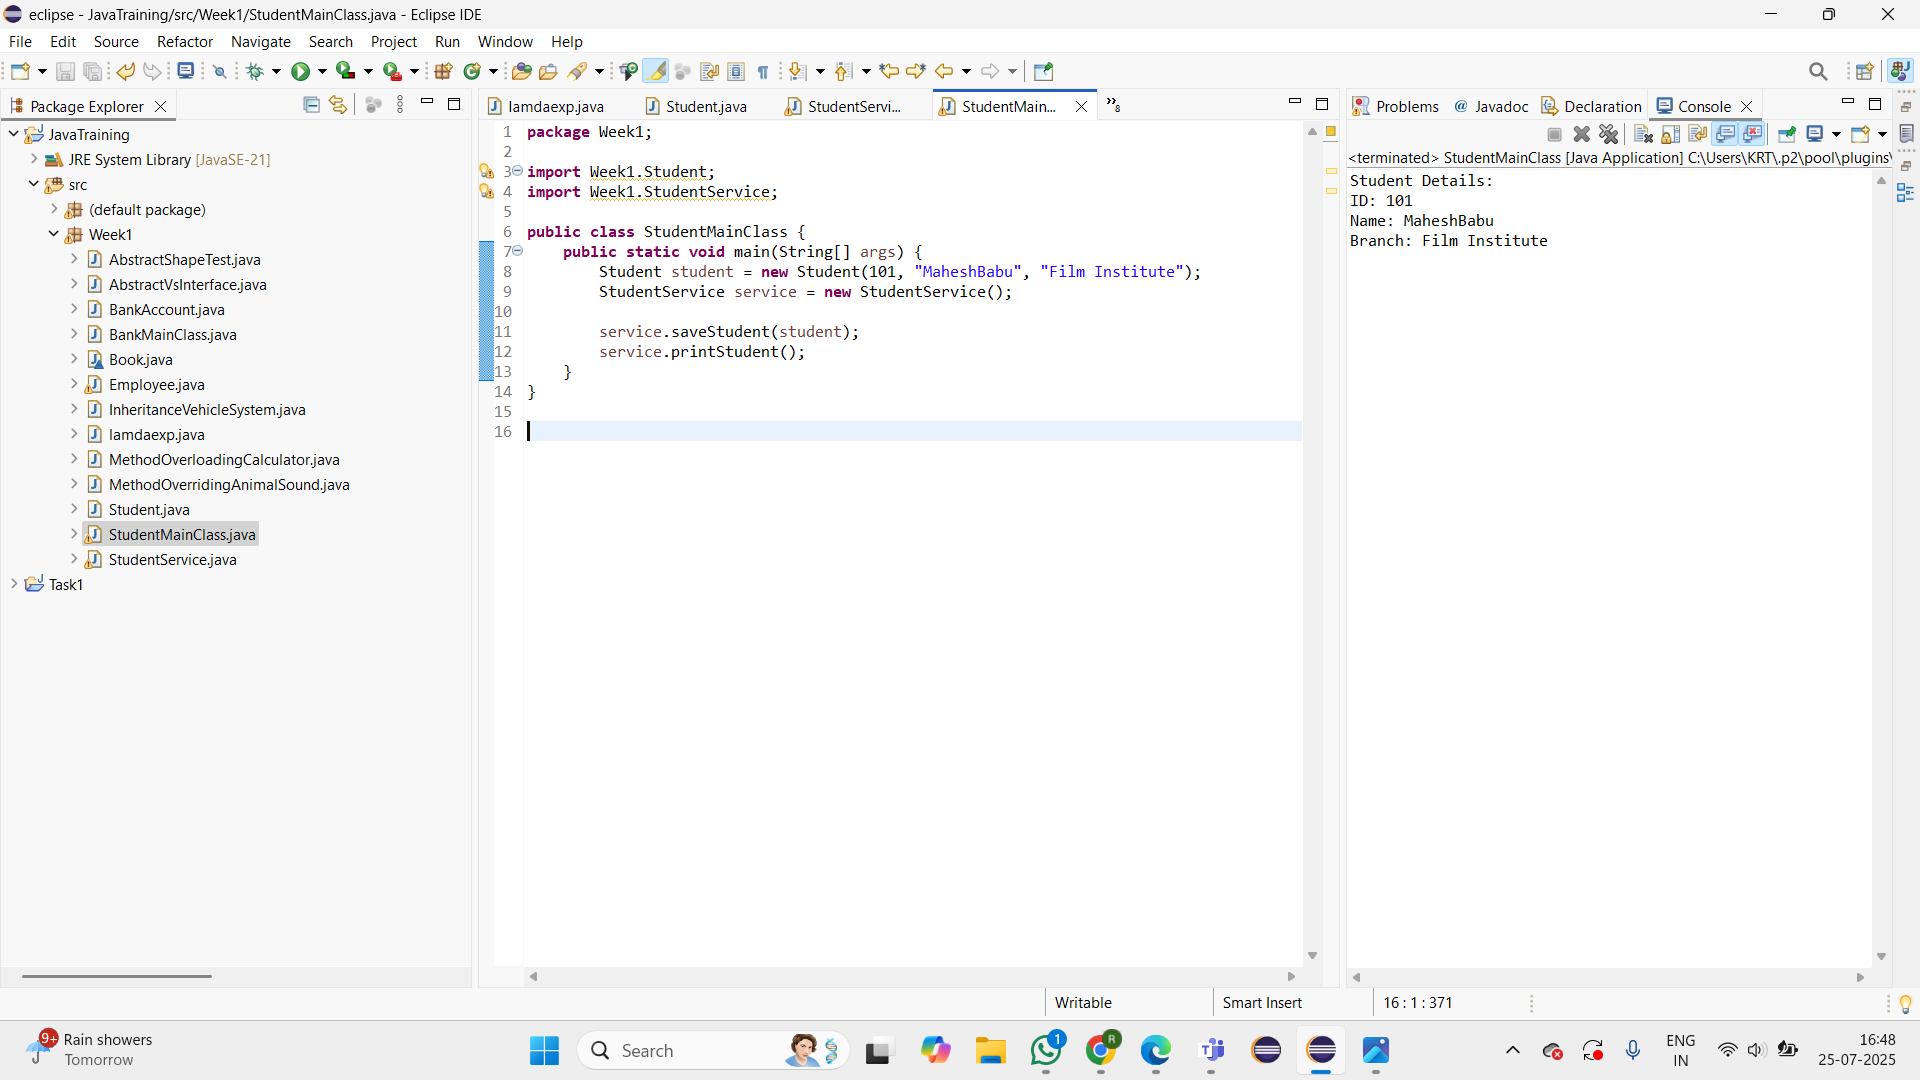 eclipse - JavaTraining/src/Week1/StudentMainClass.java - Eclipse IDE
File Edit Source Refactor Navigate Search Project Run Window Help
Package Explorer
JavaTraining
JRE System Library [JavaSE-21]
src
(default package)
Week1
AbstractShapeTest.java
AbstractVsInterface.java
BankAccount.java
BankMainClass.java
Book.java
Employee.java
InheritanceVehicleSystem.java
lamdaexp.java
MethodOverloadingCalculator.java
MethodOverridingAnimalSound.java
Student.java
StudentMainClass.java
StudentService.java
Task1
lamdaexp.java Student.java StudentServi... StudentMain... »8
1 package Week1;
2
3 import Week1.Student;
4 import Week1.StudentService;
5
6 public class StudentMainClass {
7 public static void main(String[] args) {
8 Student student = new Student(101, "MaheshBabu", "Film Institute");
9 StudentService service = new StudentService();
10
11 service.saveStudent(student);
12 service.printStudent();
13 }
14 }
15
16
Problems @ Javadoc Declaration Console
<terminated> StudentMainClass [Java Application] C:\Users\KRT\.p2\pool\plugins\
Student Details:
ID: 101
Name: MaheshBabu
Branch: Film Institute
Writable Smart Insert 16 : 1 : 371
9+ Rain showers
Tomorrow
Search
1
R
ENG
IN
16:48
25-07-2025